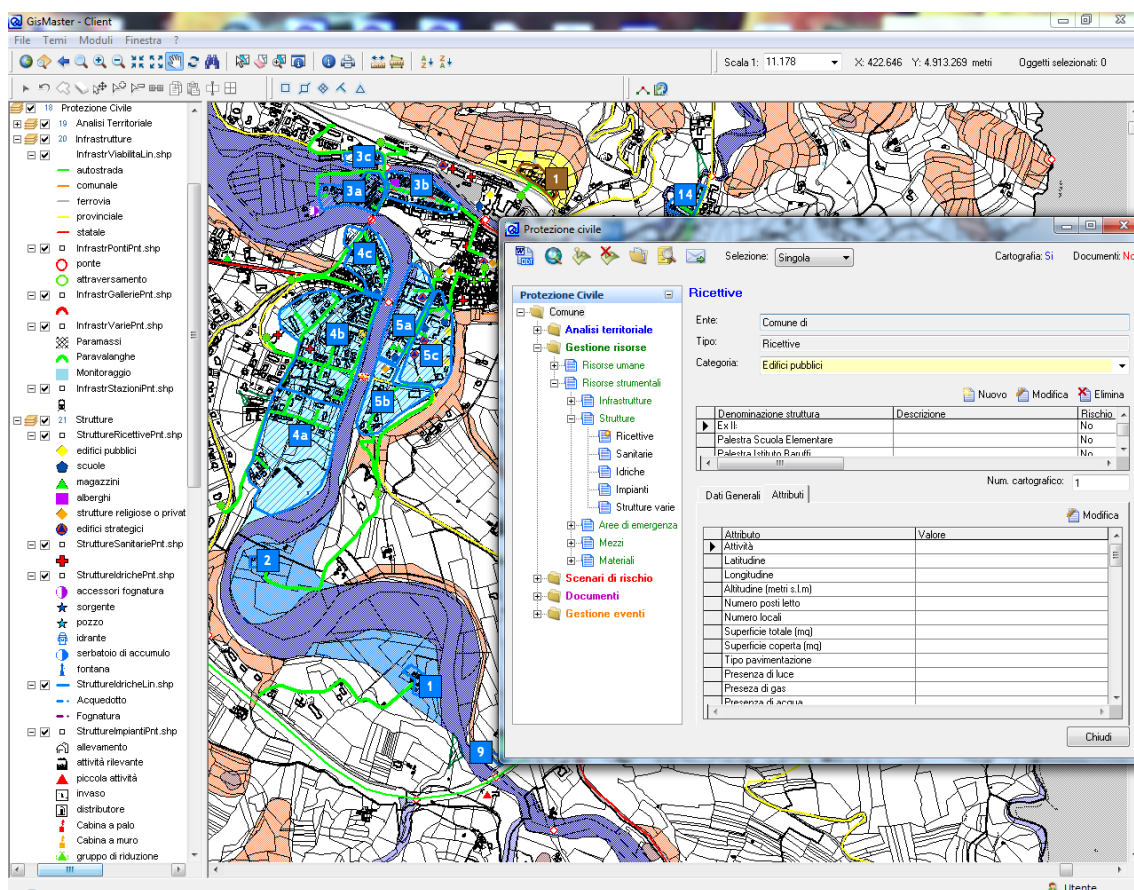 GisMaster - Client
File Temi Moduli Finestra ?
Scala 1: 11.178 X: 422.646 Y: 4.913.269 metri Oggetti selezionati: 0
18 Protezione Civile
19 Analisi Territoriale
20 Infrastrutture
InfrastrViabilitaLin.shp
autostrada
comunale
ferrovia
provinciale
statale
InfrastrPontiPnt.shp
ponte
attraversamento
InfrastrGalleriePnt.shp
InfrastrVariePnt.shp
Paramassi
Paravalanghe
Monitoraggio
InfrastrStazioniPnt.shp
21 Strutture
StruttureRicettivePnt.shp
edifici pubblici
scuole
magazzini
alberghi
strutture religiose o privat
edifici strategici
StruttureSanitariePnt.shp
StruttureIdrichePnt.shp
accessori fognatura
sorgente
pozzo
idrante
serbatoio di accumulo
fontana
StruttureIdricheLin.shp
Acquedotto
Fognatura
StruttureImpiantiPnt.shp
allevamento
attività rilevante
piccola attività
invaso
distributore
Cabina a palo
Cabina a muro
gruppo di riduzione
3c
3a
3b
1
14
4c
4b
5a
5c
5b
4a
2
1
9
Protezione civile
Selezione: Singola Cartografia: Si Documenti: No
Protezione Civile
Comune
Analisi territoriale
Gestione risorse
Risorse umane
Risorse strumentali
Infrastrutture
Strutture
Ricettive
Sanitarie
Idriche
Impianti
Strutture varie
Aree di emergenza
Mezzi
Materiali
Scenari di rischio
Documenti
Gestione eventi
Ricettive
Ente: Comune di
Tipo: Ricettive
Categoria: Edifici pubblici
Nuovo Modifica Elimina
Denominazione struttura Descrizione Rischio
Ex II: No
Palestra Scuola Elementare No
Palestra Istituto Baruffi No
Num. cartografico: 1
Dati Generali Attributi
Modifica
Attributo Valore
Attività
Latitudine
Longitudine
Altitudine (metri s.l.m)
Numero posti letto
Numero locali
Superficie totale (mq)
Superficie coperta (mq)
Tipo pavimentazione
Presenza di luce
Preseza di gas
Presenza di acqua
Chiudi
Utente